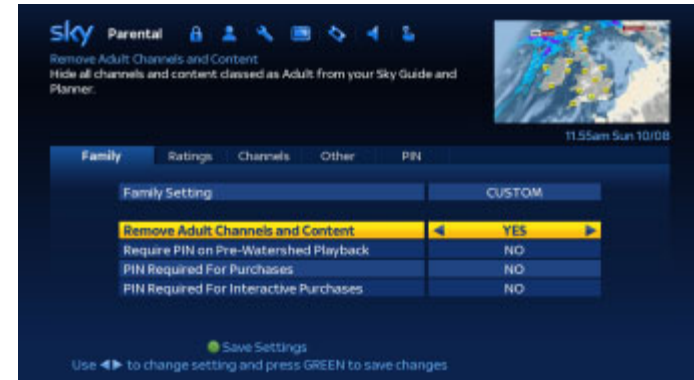 sky Parental
Remove Adult Channels and Content
Hide all channels and content classed as Adult from your Sky Guide and
Planner.
11.55am Sun 10/08
Family Ratings Channels Other PIN
Family Setting CUSTOM
Remove Adult Channels and Content YES
Require PIN on Pre-Watershed Playback NO
PIN Required For Purchases NO
PIN Required For Interactive Purchases NO
Save Settings
Use ◀▶ to change setting and press GREEN to save changes